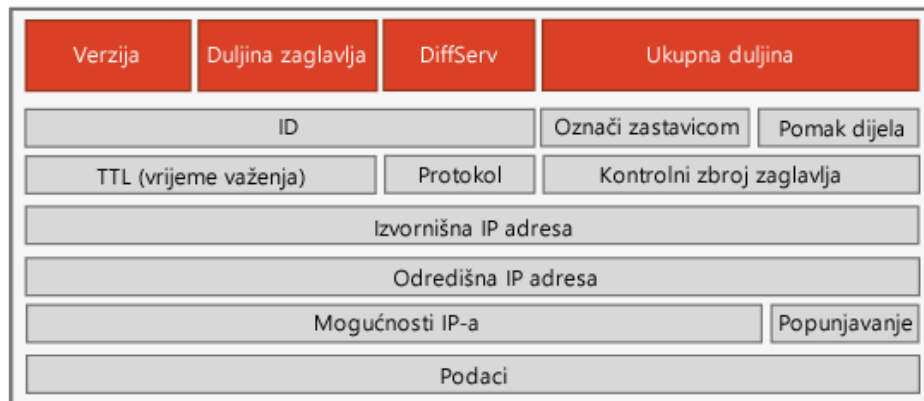 Verzija Duljina zaglavlja DiffServ Ukupna duljina
ID Označi zastavicom Pomak dijela
TTL (vrijeme važenja) Protokol Kontrolni zbroj zaglavlja
Izvornišna IP adresa
Odredišna IP adresa
Mogućnosti IP-a Popunjavanje
Podaci